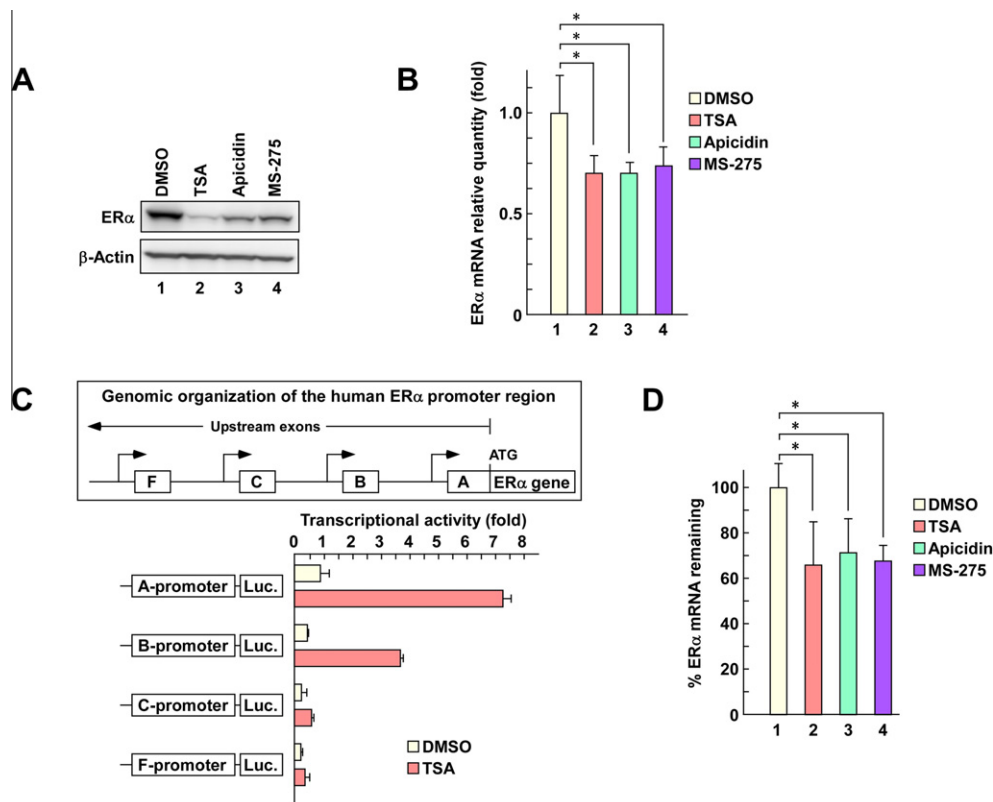 A
DMSO
TSA
Apicidin
MS-275
ERα
β-Actin
1 2 3 4
B
ERα mRNA relative quantity (fold)
1.0
0.5
0
* 
*
*
1 2 3 4
DMSO
TSA
Apicidin
MS-275
C
Genomic organization of the human ERα promoter region
Upstream exons
ATG
F C B A ERα gene
Transcriptional activity (fold)
0 1 2 3 4 5 6 7 8
A-promoter Luc.
B-promoter Luc.
C-promoter Luc.
F-promoter Luc.
DMSO
TSA
D
% ERα mRNA remaining
100
80
60
40
20
0
*
*
*
1 2 3 4
DMSO
TSA
Apicidin
MS-275